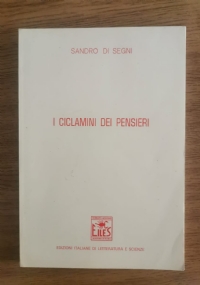 SANDRO DI SEGNI
I CICLAMINI DEI PENSIERI
E.I.L.E.S.
EDIZIONI ITALIANE DI LETTERATURA E SCIENZE